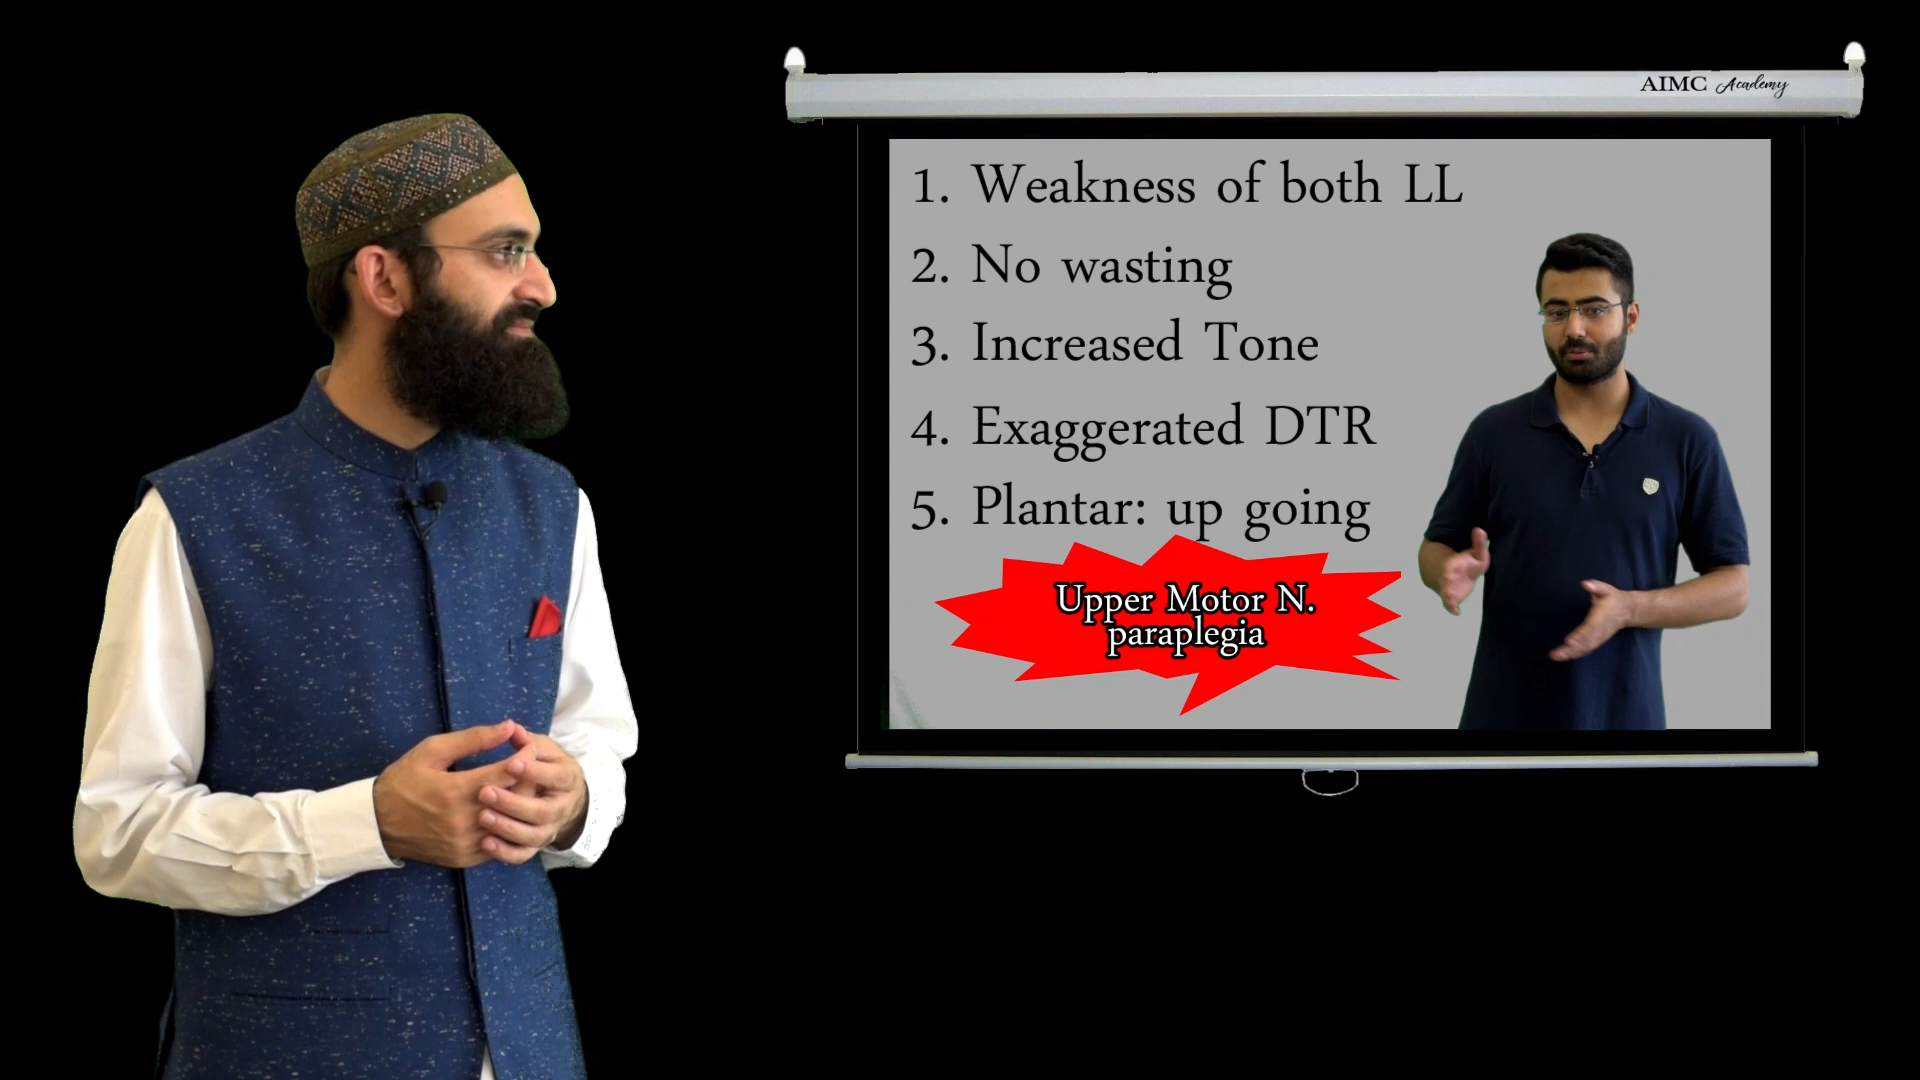 AIMC Academy
1. Weakness of both LL
2. No wasting
3. Increased Tone
4. Exaggerated DTR
5. Plantar: up going
Upper Motor N.
paraplegia